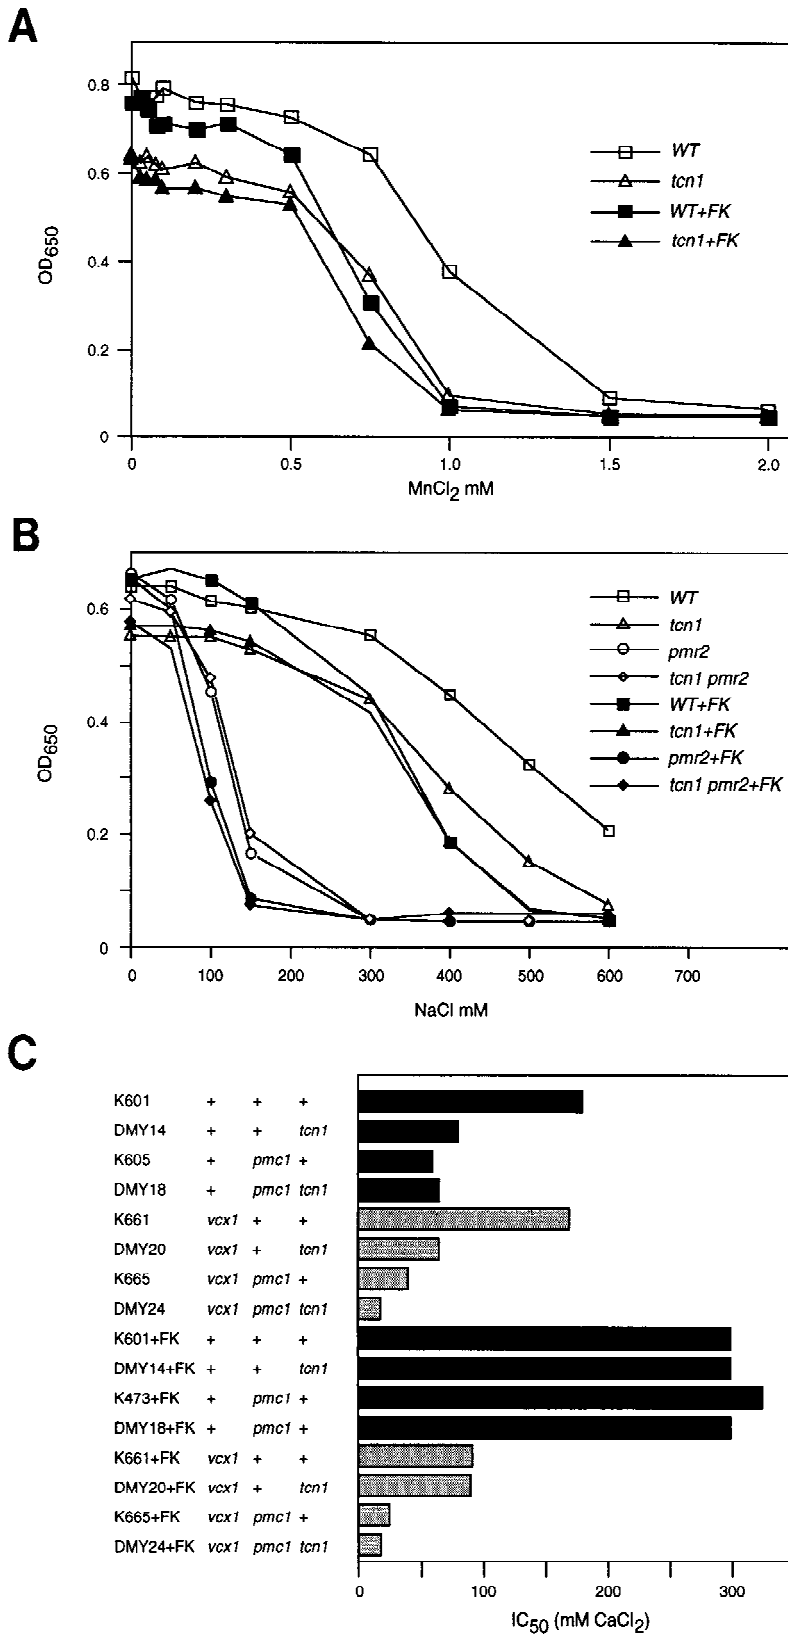 A
0.8
0.6
0.4
0.2
0
OD650
0 0.5 1.0 1.5 2.0
MnCl2 mM
WT
tcn1
WT+FK
tcn1+FK
B
0.6
0.4
0.2
0
OD650
0 100 200 300 400 500 600 700
NaCl mM
WT
tcn1
pmr2
tcn1 pmr2
WT+FK
tcn1+FK
pmr2+FK
tcn1 pmr2+FK
C
K601 + + +
DMY14 + + tcn1
K605 + pmc1 +
DMY18 + pmc1 tcn1
K661 vcx1 + +
DMY20 vcx1 + tcn1
K665 vcx1 pmc1 +
DMY24 vcx1 pmc1 tcn1
K601+FK + + +
DMY14+FK + + tcn1
K473+FK + pmc1 +
DMY18+FK + pmc1 +
K661+FK vcx1 + +
DMY20+FK vcx1 + tcn1
K665+FK vcx1 pmc1 +
DMY24+FK vcx1 pmc1 tcn1
0 100 200 300
IC50 (mM CaCl2)